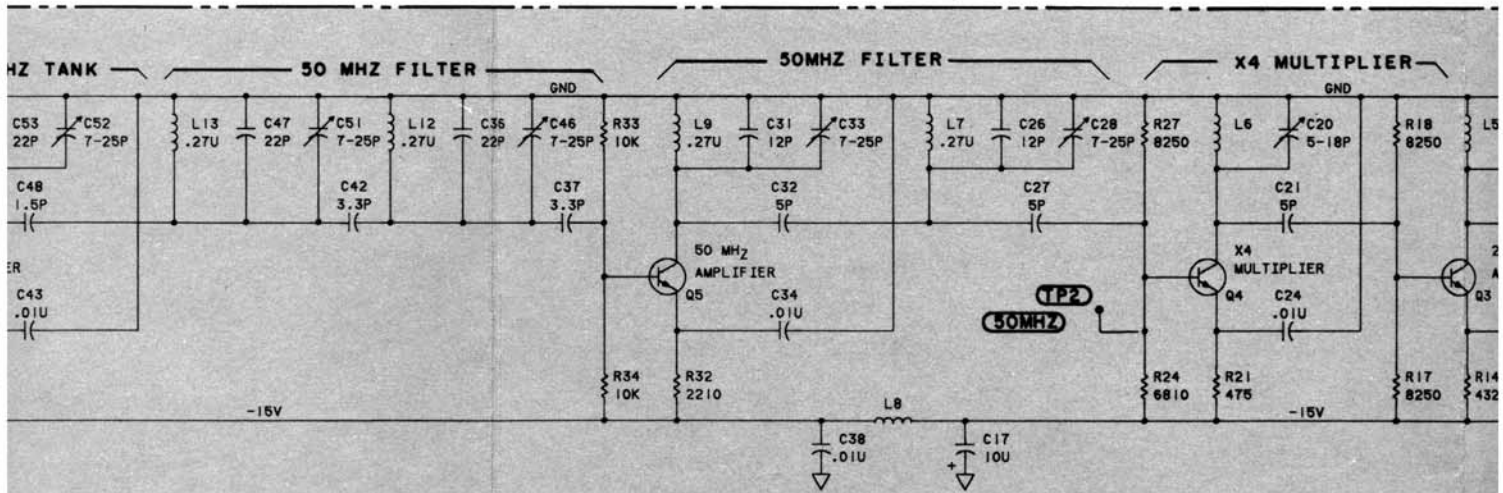 HZ TANK
50 MHZ FILTER
50MHZ FILTER
X4 MULTIPLIER
GND
GND
C53
22P
C52
7-25P
L13
.27U
C47
22P
C51
7-25P
L12
.27U
C36
22P
C46
7-25P
R33
10K
L9
.27U
C31
12P
C33
7-25P
L7
.27U
C26
12P
C28
7-25P
R27
8250
L6
C20
5-18P
R18
8250
L5
C48
1.5P
C42
3.3P
C37
3.3P
C32
5P
C27
5P
C21
5P
ER
50 MHZ
AMPLIFIER
Q5
X4
MULTIPLIER
Q4
2
A
Q3
C43
.01U
C34
.01U
TP2
50MHZ
C24
.01U
R34
10K
R32
2210
R24
6810
R21
475
R17
8250
R14
432
-15V
L8
-15V
C38
.01U
C17
10U
+